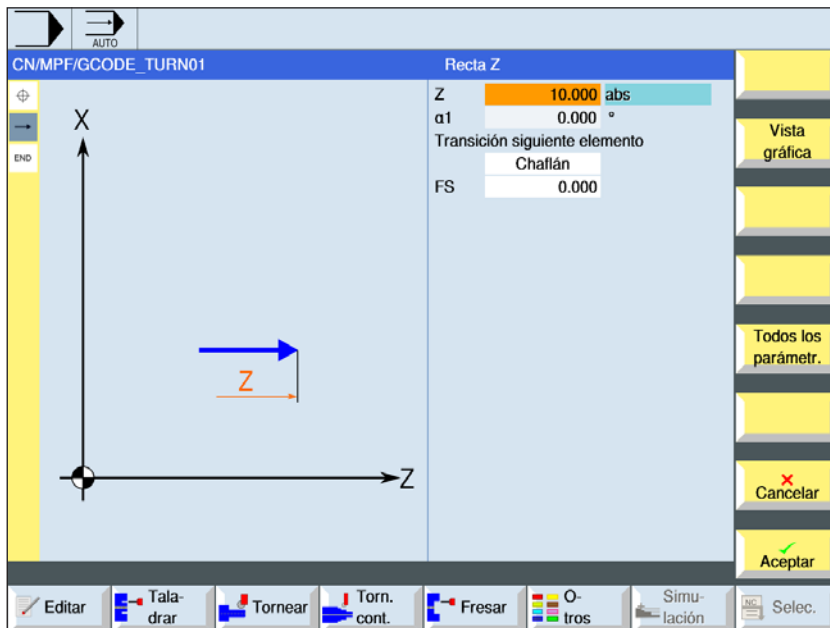 AUTO
CN/MPF/GCODE_TURN01
Recta Z
Z 10.000 abs
α1 0.000 °
Transición siguiente elemento
Chaflán
FS 0.000
END
X
Z
Z
Vista
gráfica
Todos los
parámetr.
Cancelar
Aceptar
Editar
Tala-
drar
Tornear
Torn.
cont.
Fresar
O-
tros
Simu-
lación
NC
Selec.